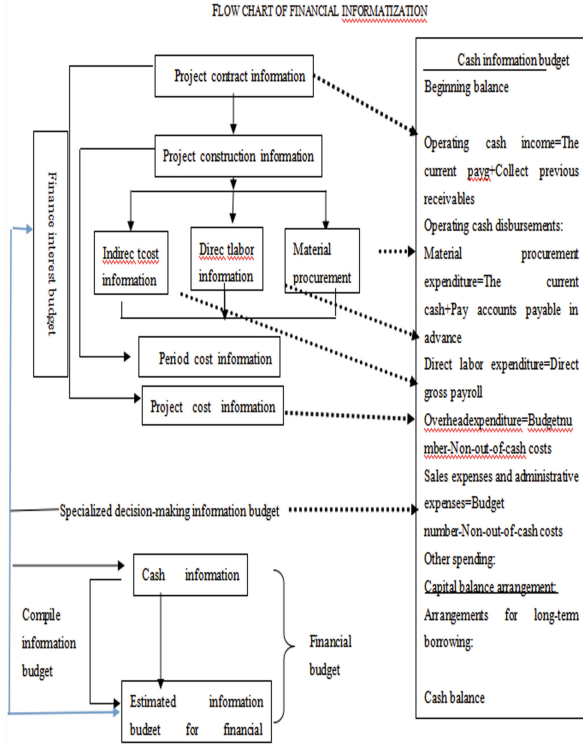 FLOW CHART OF FINANCIAL INFORMATIZATION
Project contract information
Project construction information
Finance interest budget
Indirec tcost
information
Direc tlabor
information
Material
procurement
Period cost information
Project cost information
Specialized decision-making information budget
Cash information
Compile
information
budget
Financial
budget
Estimated information
budget for financial
Cash information budget
Beginning balance
Operating cash income=The
current payg+Collect previous
receivables
Operating cash disbursements:
Material procurement
expenditure=The current
cash+Pay accounts payable in
advance
Direct labor expenditure=Direct
gross payroll
Overheadexpenditure=Budgetnu
mber-Non-out-of-cash costs
Sales expenses and administrative
expenses=Budget
number-Non-out-of-cash costs
Other spending:
Capital balance arrangement:
Arrangements for long-term
borrowing:
Cash balance